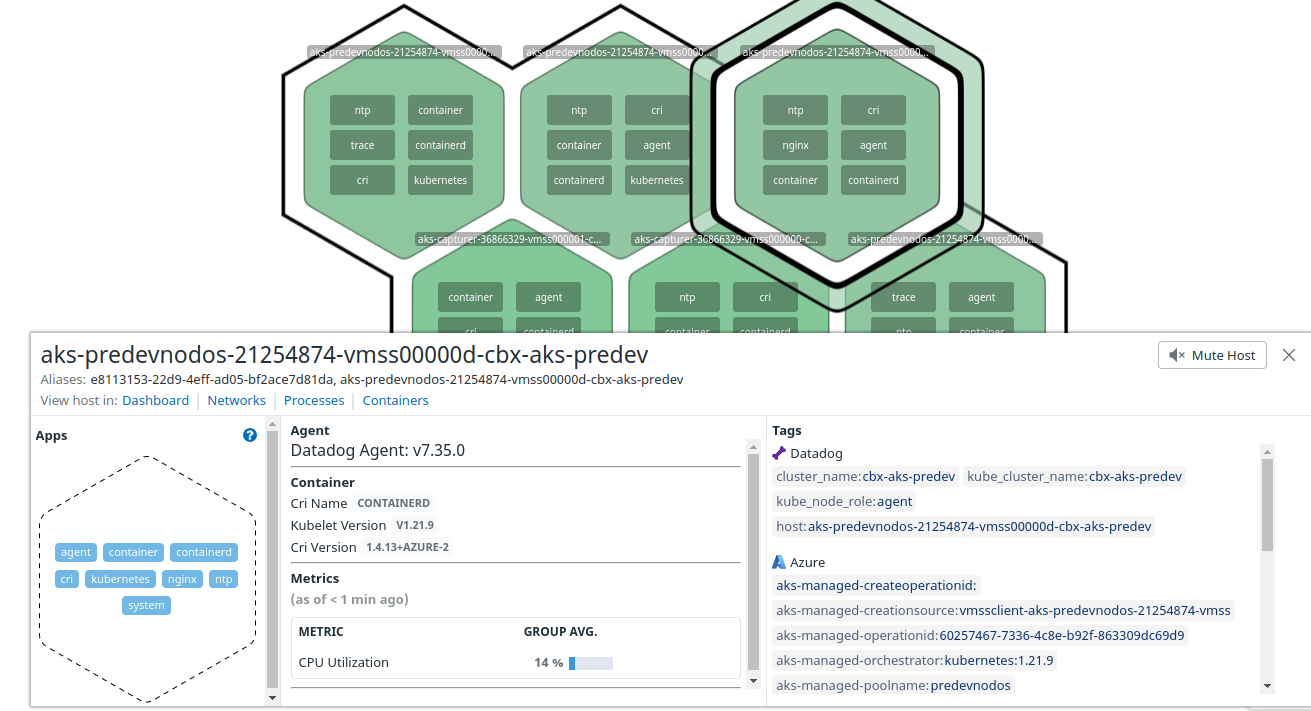 aks-predevnodos-21254874-vmss0000...
aks-predevnodos-21254874-vmss0000...
aks-predevnodos-21254874-vmss0000...
ntp container
trace containerd
cri kubernetes
ntp cri
container agent
containerd kubernetes
ntp cri
nginx agent
container containerd
aks-capturer-36866329-vmss000001-c...
aks-capturer-36866329-vmss000000-c...
aks-predevnodos-21254874-vmss0000...
container agent
cri containerd
ntp cri
container containerd
trace agent
ntp container
aks-predevnodos-21254874-vmss00000d-cbx-aks-predev
Mute Host
Aliases: e8113153-22d9-4eff-ad05-bf2ace7d81da, aks-predevnodos-21254874-vmss00000d-cbx-aks-predev
View host in: Dashboard Networks Processes Containers
Apps
?
agent container containerd
cri kubernetes nginx ntp
system
Agent
Datadog Agent: v7.35.0
Container
Cri Name CONTAINERD
Kubelet Version V1.21.9
Cri Version 1.4.13+AZURE-2
Metrics
(as of < 1 min ago)
METRIC GROUP AVG.
CPU Utilization 14 %
Tags
Datadog
cluster_name:cbx-aks-predev kube_cluster_name:cbx-aks-predev
kube_node_role:agent
host:aks-predevnodos-21254874-vmss00000d-cbx-aks-predev
Azure
aks-managed-createoperationid:
aks-managed-creationsource:vmssclient-aks-predevnodos-21254874-vmss
aks-managed-operationid:60257467-7336-4c8e-b92f-863309dc69d9
aks-managed-orchestrator:kubernetes:1.21.9
aks-managed-poolname:predevnodos